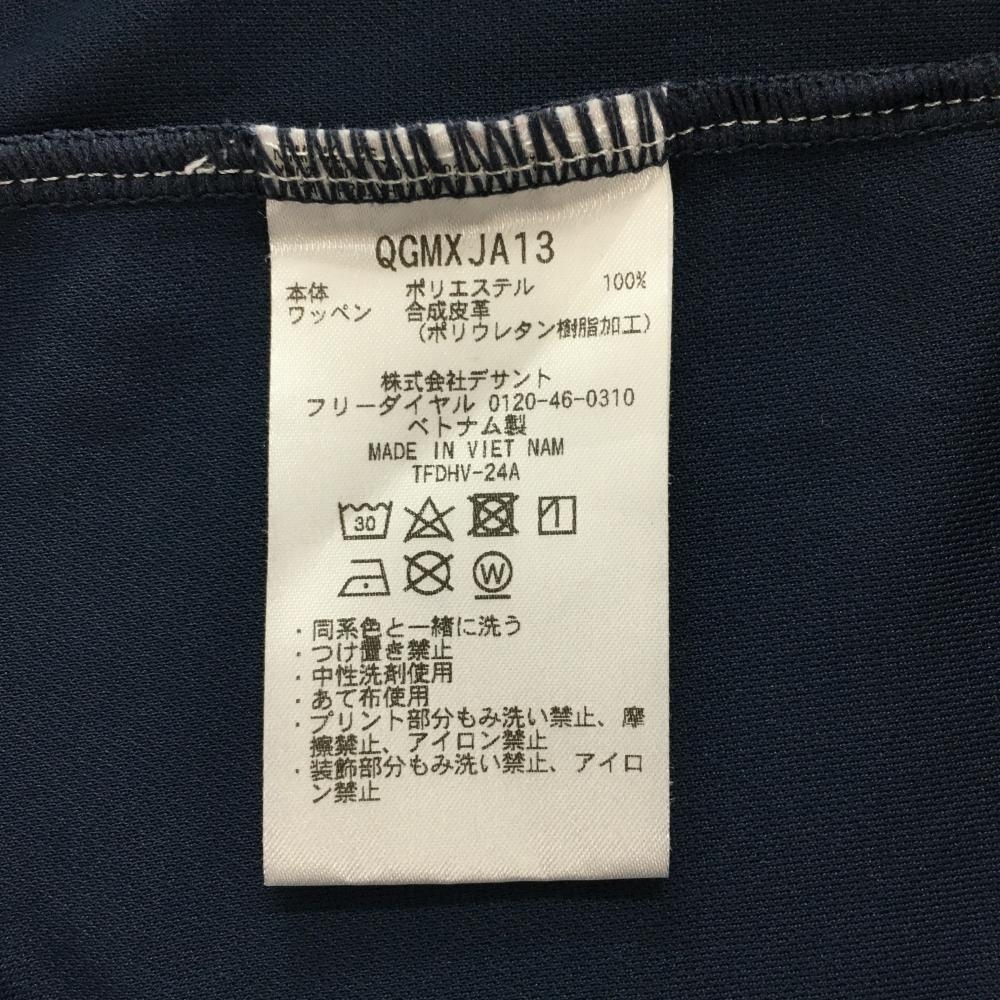 QGMXJA13
本体 ポリエステル 100%
ワッペン 合成皮革
(ポリウレタン樹脂加工)
株式会社デサント
フリーダイヤル 0120-46-0310
ベトナム製
MADE IN VIET NAM
TFDHV-24A
30
W
・同系色と一緒に洗う
・つけ置き禁止
・中性洗剤使用
・あて布使用
・プリント部分もみ洗い禁止、摩
擦禁止、アイロン禁止
・装飾部分もみ洗い禁止、アイロ
ン禁止